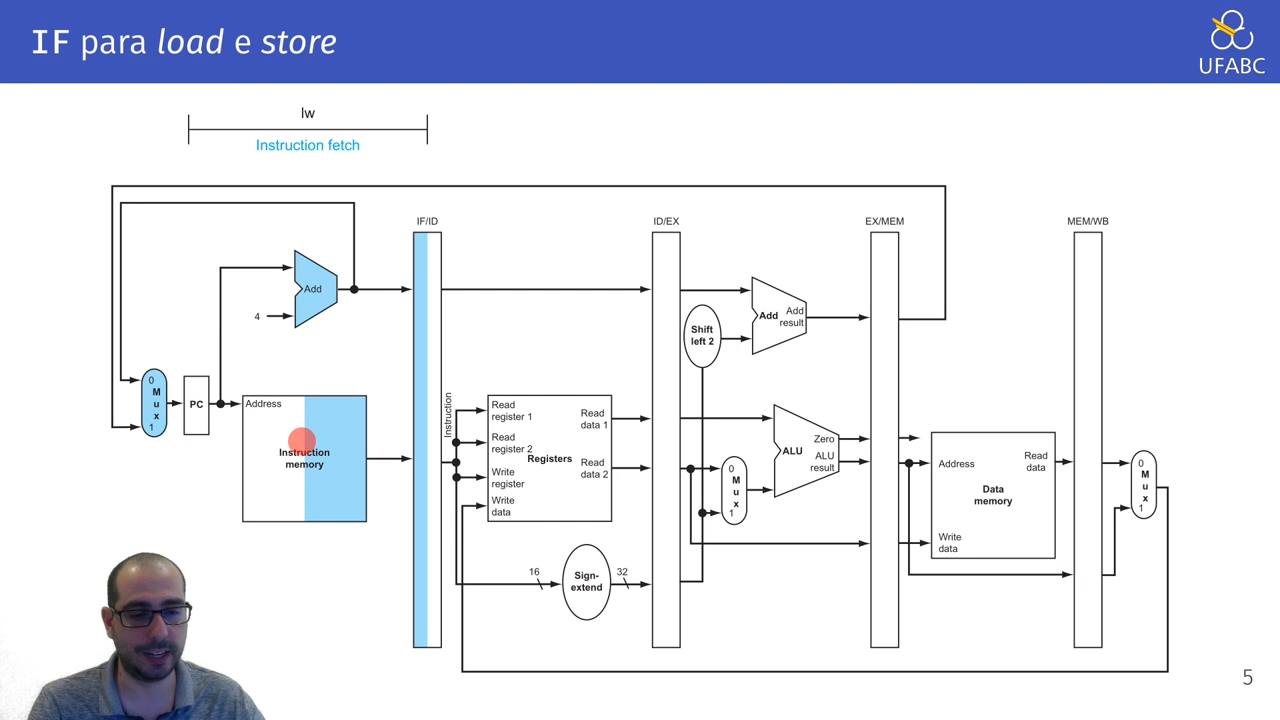 IF para load e store
UFABC
lw
Instruction fetch
IF/ID
ID/EX
EX/MEM
MEM/WB
Add
4
Add
Add
result
Shift
left 2
0
M
u
x
1
PC
Address
Instruction
memory
Instruction
Read
register 1
Read
register 2
Write
register
Write
data
Registers
Read
data 1
Read
data 2
16
Sign-
extend
32
0
M
u
x
1
Zero
ALU
ALU
result
Address
Read
data
Data
memory
Write
data
0
M
u
x
1
5